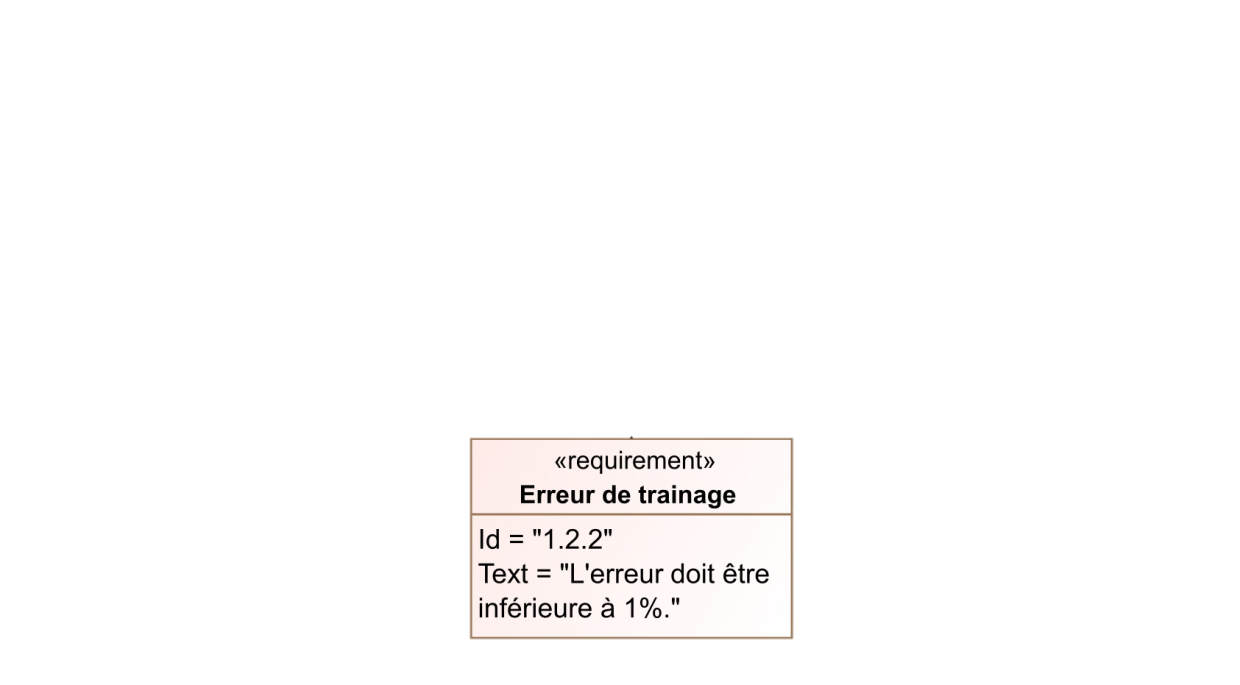 «requirement»
Erreur de trainage
Id = "1.2.2"
Text = "L'erreur doit être
inférieure à 1%."